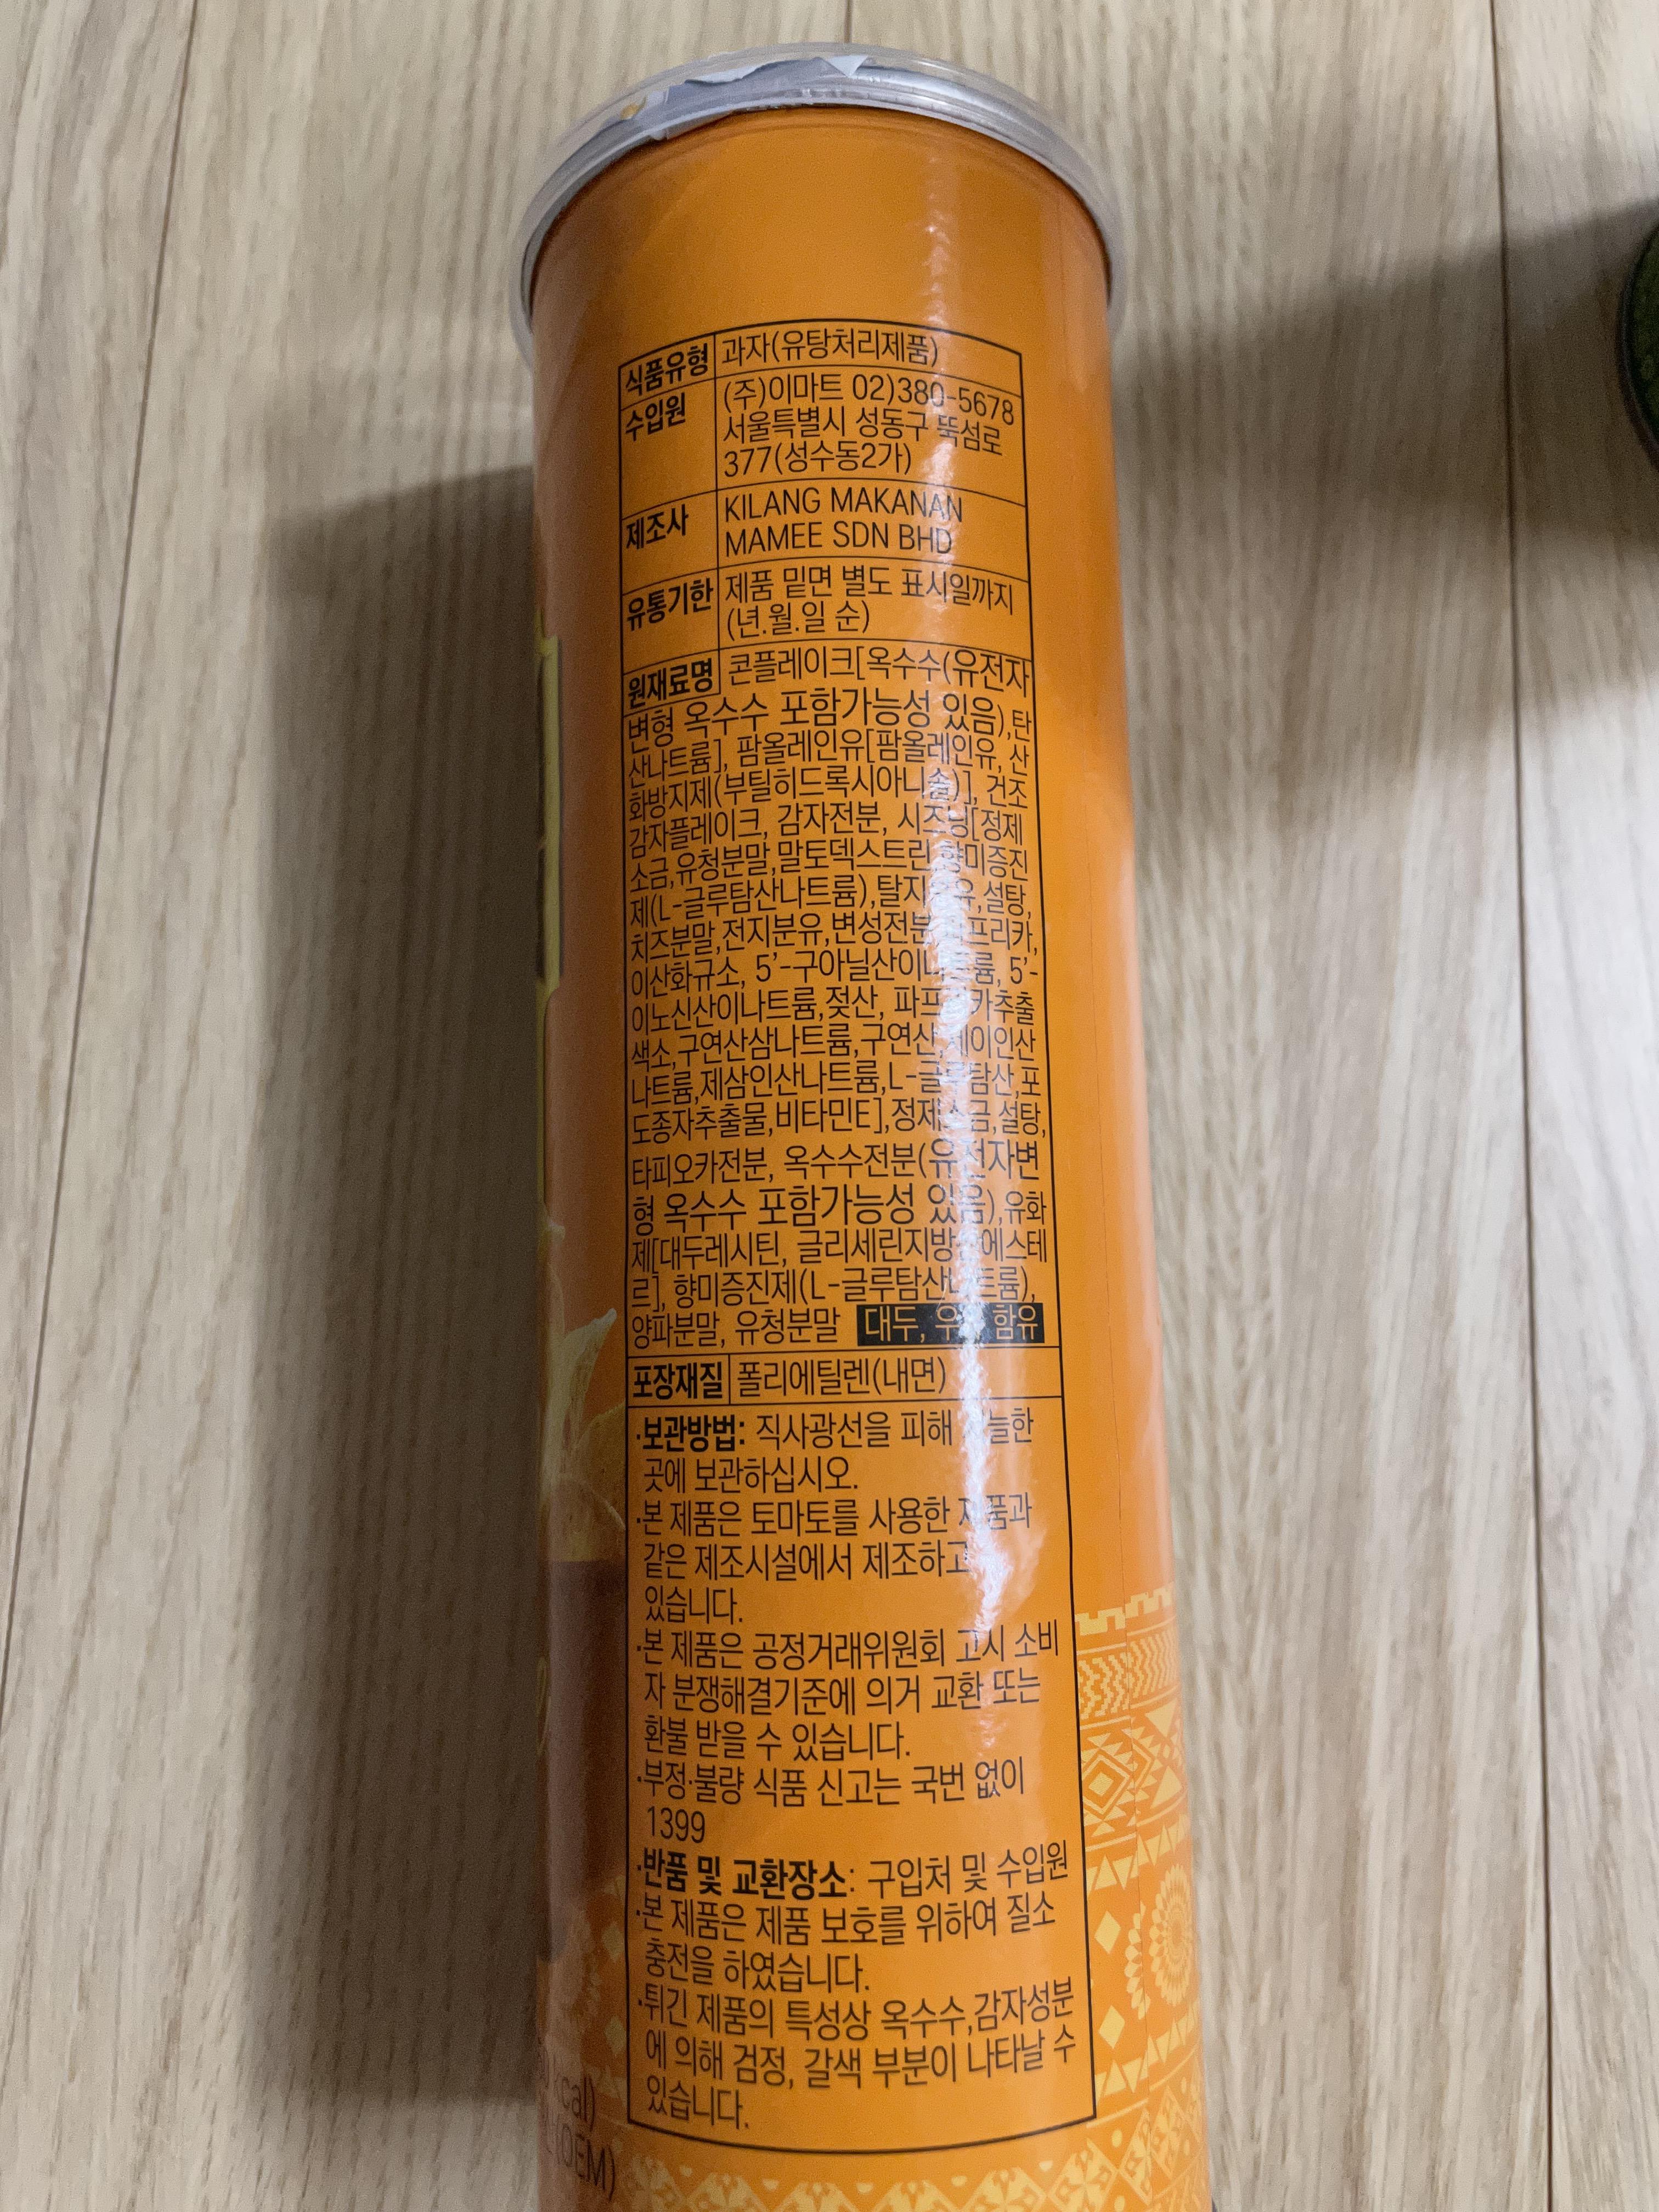 식품유형 과자(유탕처리제품)
수입원 (주)이마트 02)380-5678
서울특별시 성동구 뚝섬로
377(성수동2가)
제조사 KILANG MAKANAN
MAMEE SDN BHD
유통기한 제품 밑면 별도 표시일까지
(년.월.일 순)
원재료명 콘플레이크[옥수수(유전자
변형 옥수수 포함가능성 있음),탄
산나트륨], 팜올레인유[팜올레인유, 산
화방지제(부틸히드록시아니솔)], 건조
감자플레이크, 감자전분, 시즈닝[정제
소금,유청분말,말토덱스트린,향미증진
제(L-글루탐산나트륨),설탕,
치즈분말,전지분유,변성전분,파프리카,
이산화규소, 5'-구아닐산이나트륨, 5'-
이노신산이나트륨,젖산, 파프리카추출
색소,구연산삼나트륨,구연산,제이인산
나트륨,제삼인산나트륨,L-글루탐산,포
도종자추출물,비타민E],정제소금,설탕,
타피오카전분, 옥수수전분(유전자변
형 옥수수 포함가능성 있음),유화
제[대두레시틴, 글리세린지방산에스테
르], 향미증진제(L-글루탐산나트륨),
양파분말, 유청분말 대두, 함유
포장재질 폴리에틸렌(내면)
·보관방법: 직사광선을 피해 서늘한
곳에 보관하십시오.
·본 제품은 토마토를 사용한 제품과
같은 제조시설에서 제조하고
있습니다.
·본 제품은 공정거래위원회 고시 소비
자 분쟁해결기준에 의거 교환 또는
환불 받을 수 있습니다.
·부정·불량 식품 신고는 국번 없이
1399
·반품 및 교환장소: 구입처 및 수입원
·본 제품은 제품 보호를 위하여 질소
충전을 하였습니다.
·튀긴 제품의 특성상 옥수수,감자성분
에 의해 검정, 갈색 부분이 나타날 수
있습니다.
kcal)
(OEM)